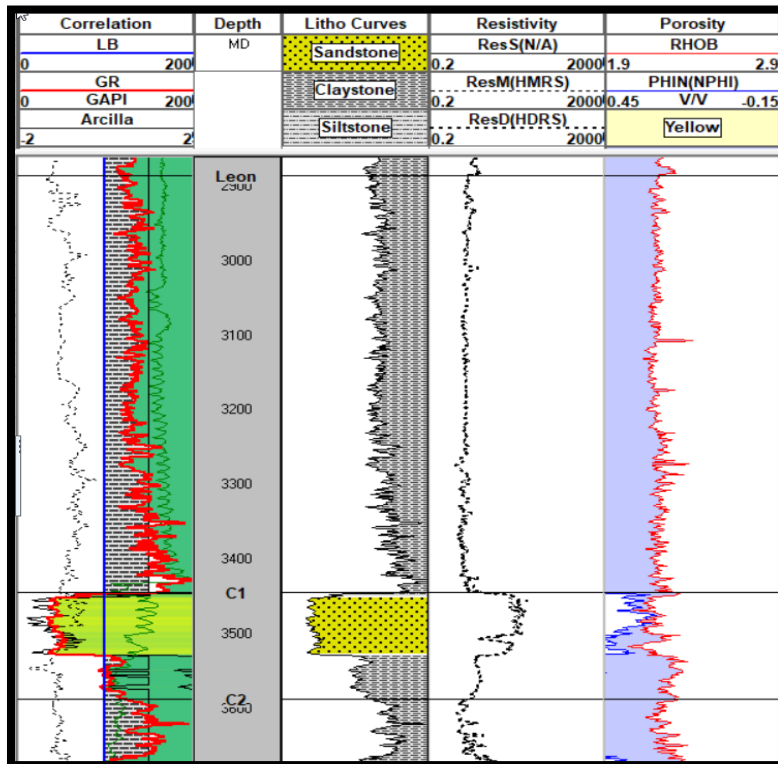 Correlation Depth Litho Curves Resistivity Porosity
LB MD Sandstone ResS(N/A) RHOB
0 200 0.2 2000 1.9 2.9
GR Claystone ResM(HMRS) PHIN(NPHI)
0 GAPI 200 0.2 2000 0.45 V/V -0.15
Arcilla Siltstone ResD(HDRS) Yellow
-2 2 0.2 2000
Leon
2900
3000
3100
3200
3300
3400
C1
3500
C2
3600